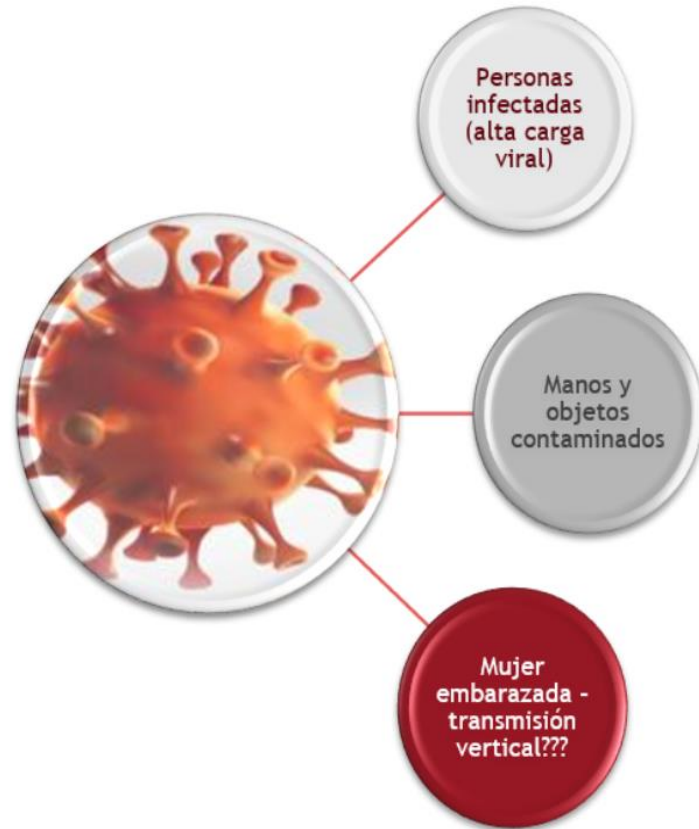 Personas
infectadas
(alta carga
viral)
Manos y
objetos
contaminados
Mujer
embarazada -
transmisión
vertical???